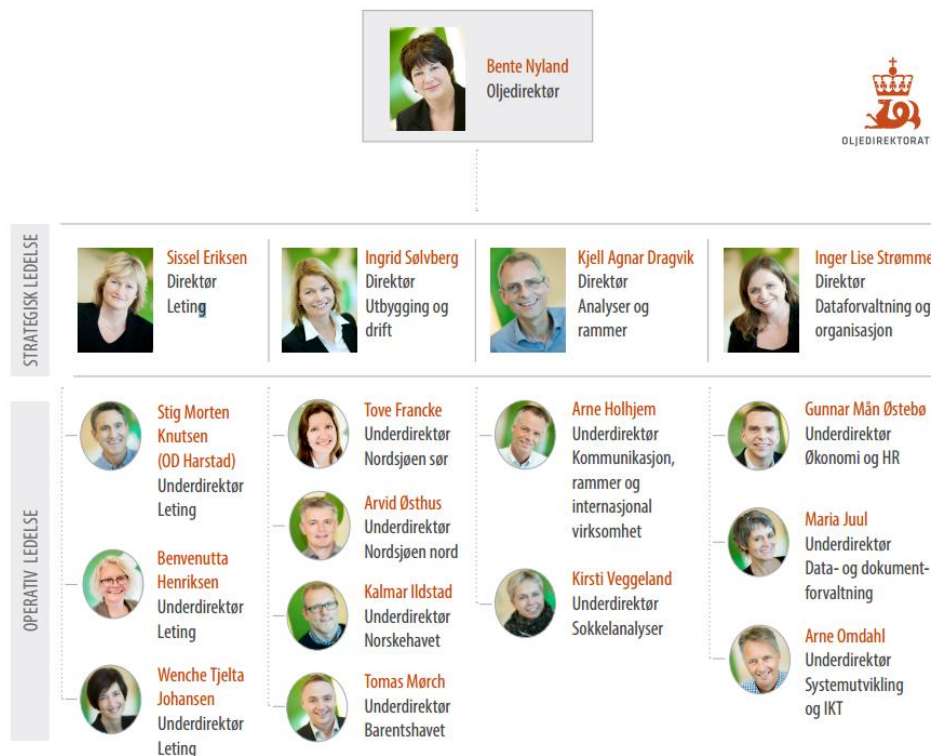 Bente Nyland
Oljedirektør
OLJEDIREKTORAT
STRATEGISK LEDELSE
Sissel Eriksen
Direktør
Leting
Ingrid Sølvberg
Direktør
Utbygging og
drift
Kjell Agnar Dragvik
Direktør
Analyser og
rammer
Inger Lise Strømme
Direktør
Dataforvaltning og
organisasjon
OPERATIV LEDELSE
Stig Morten
Knutsen
(OD Harstad)
Underdirektør
Leting
Benvenutta
Henriksen
Underdirektør
Leting
Wenche Tjelta
Johansen
Underdirektør
Leting
Tove Francke
Underdirektør
Nordsjøen sør
Arvid Østhus
Underdirektør
Nordsjøen nord
Kalmar Ildstad
Underdirektør
Norskehavet
Tomas Mørch
Underdirektør
Barentshavet
Arne Holhjem
Underdirektør
Kommunikasjon,
rammer og
internasjonal
virksomhet
Kirsti Veggeland
Underdirektør
Sokkelanalyser
Gunnar Mån Østebø
Underdirektør
Økonomi og HR
Maria Juul
Underdirektør
Data- og dokument-
forvaltning
Arne Omdahl
Underdirektør
Systemutvikling
og IKT